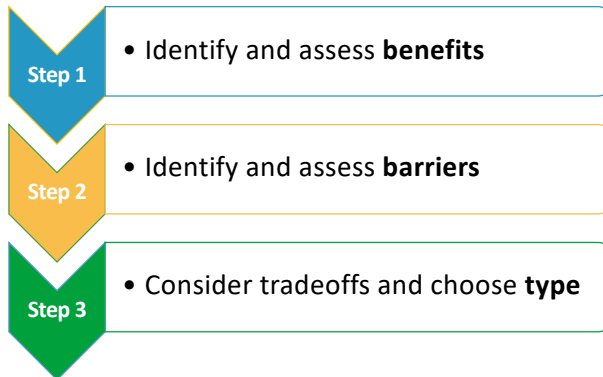 Step 1
• Identify and assess benefits
Step 2
• Identify and assess barriers
Step 3
• Consider tradeoffs and choose type